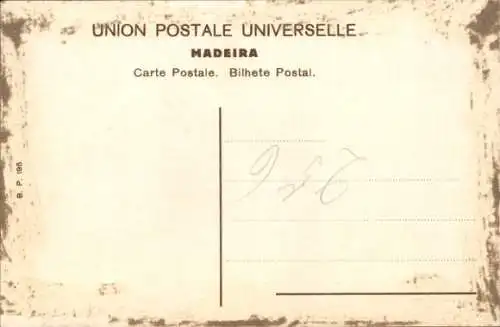 UNION POSTALE UNIVERSELLE
MADEIRA
Carte Postale. Bilhete Postal.
B. P. 195